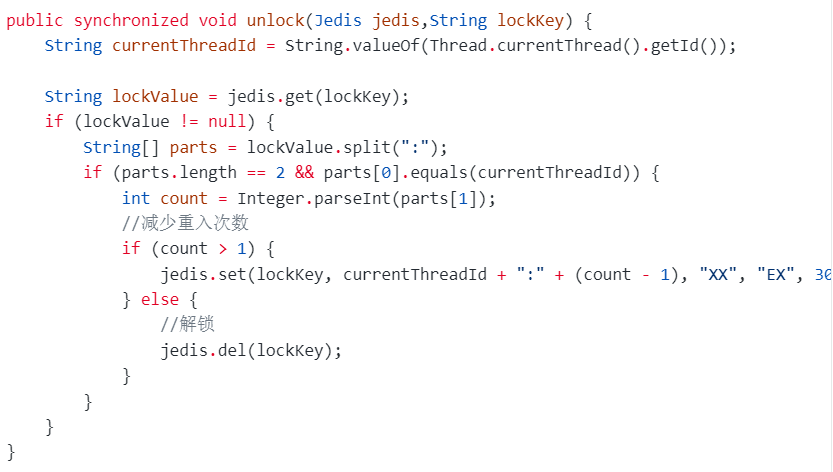 public synchronized void unlock(Jedis jedis,String lockKey) {
    String currentThreadId = String.valueOf(Thread.currentThread().getId());

    String lockValue = jedis.get(lockKey);
    if (lockValue != null) {
        String[] parts = lockValue.split(":");
        if (parts.length == 2 && parts[0].equals(currentThreadId)) {
            int count = Integer.parseInt(parts[1]);
            //减少重入次数
            if (count > 1) {
                jedis.set(lockKey, currentThreadId + ":" + (count - 1), "XX", "EX", 30
            } else {
                //解锁
                jedis.del(lockKey);
            }
        }
    }
}